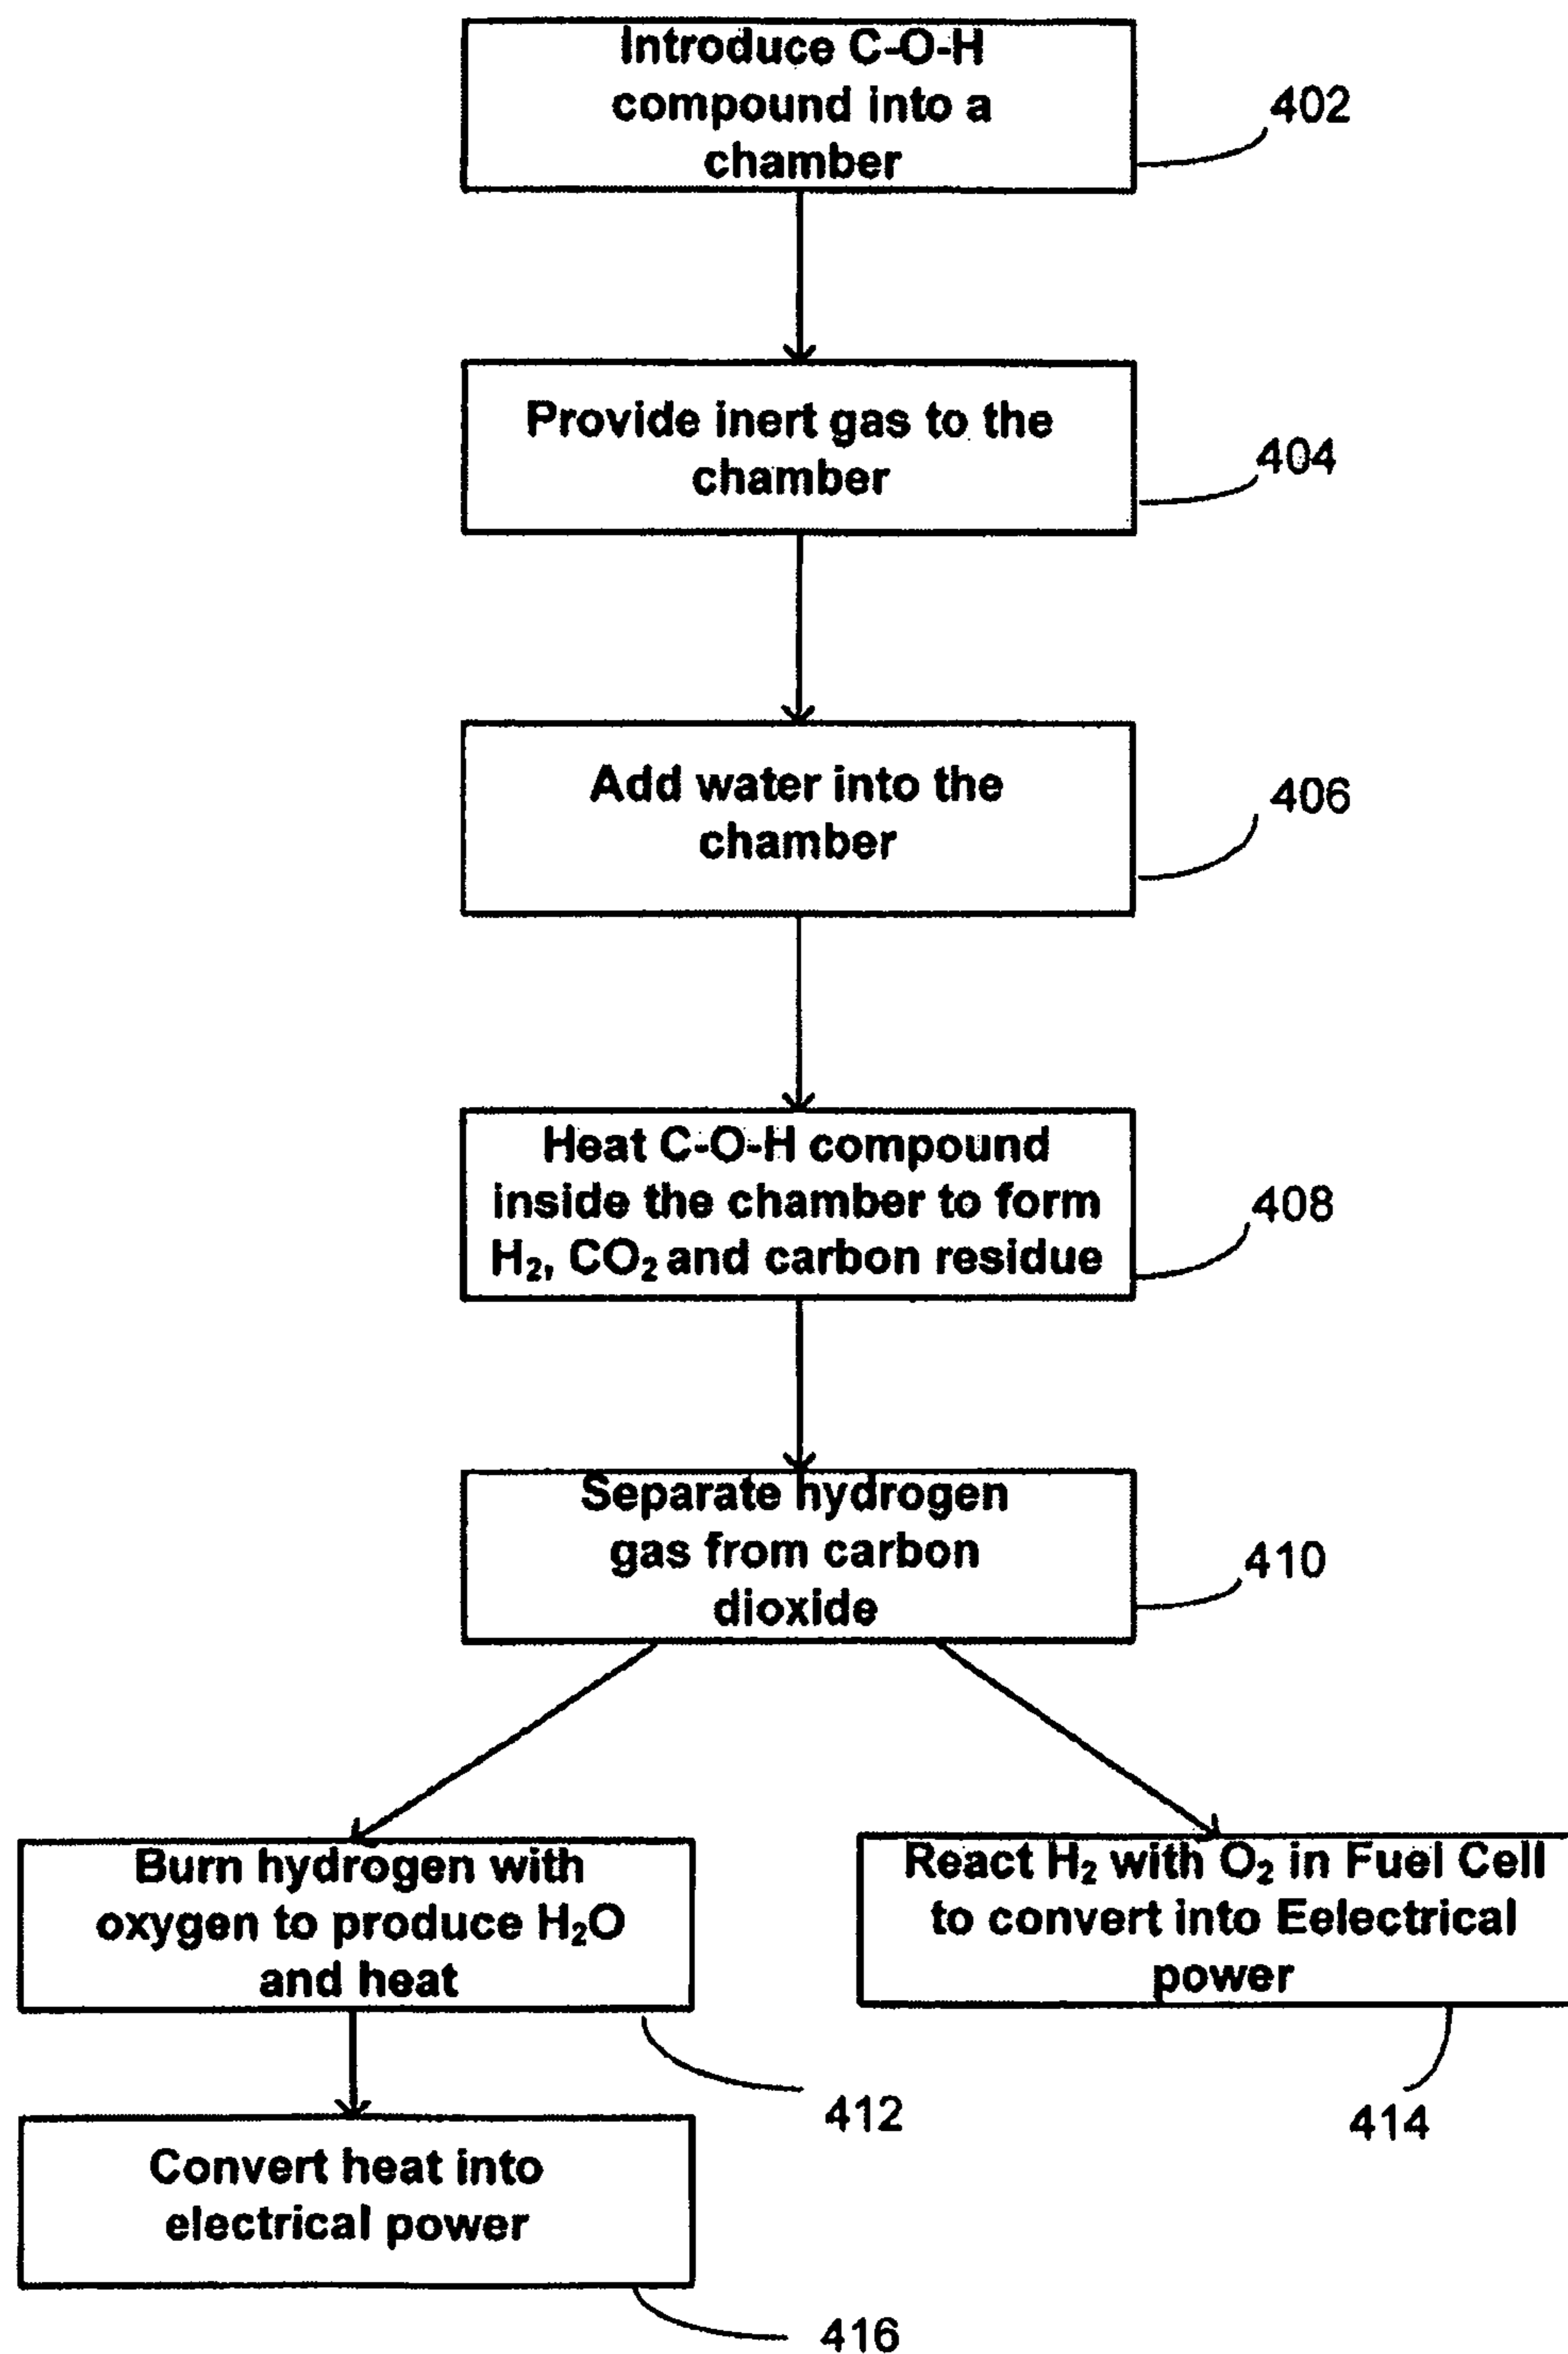 Introduce C-O-H
compound into a
chamber
402
Provide inert gas to the
chamber
404
Add water into the
chamber
406
Heat C-O-H compound
inside the chamber to form
H₂, CO₂ and carbon residue
408
Separate hydrogen
gas from carbon
dioxide
410
Burn hydrogen with
oxygen to produce H₂O
and heat
412
React H₂ with O₂ in Fuel Cell
to convert into Eelectrical
power
414
Convert heat into
electrical power
416